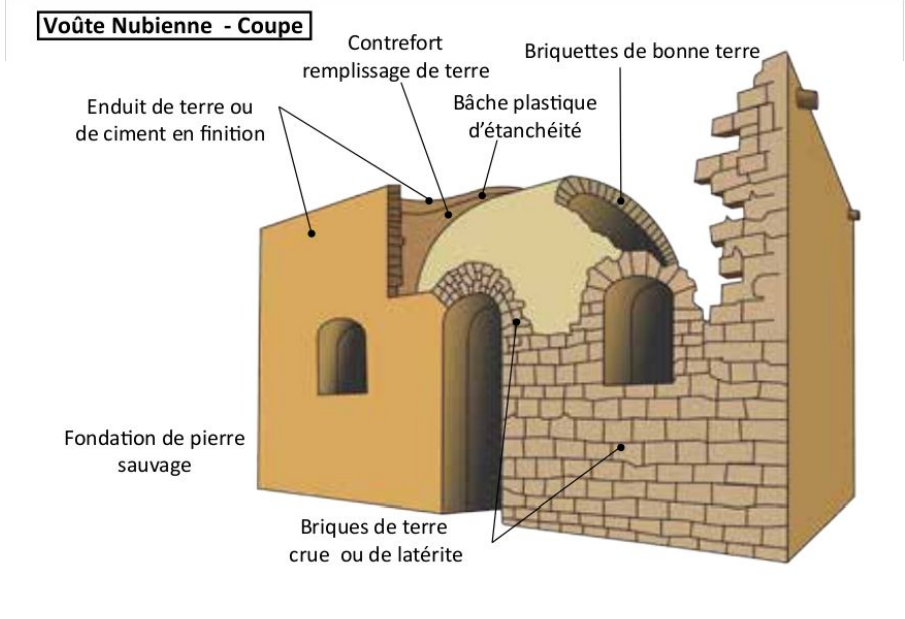 Voûte Nubienne - Coupe
Contrefort
remplissage de terre
Briquettes de bonne terre
Enduit de terre ou
de ciment en finition
Bâche plastique
d'étanchéité
Fondation de pierre
sauvage
Briques de terre
crue ou de latérite